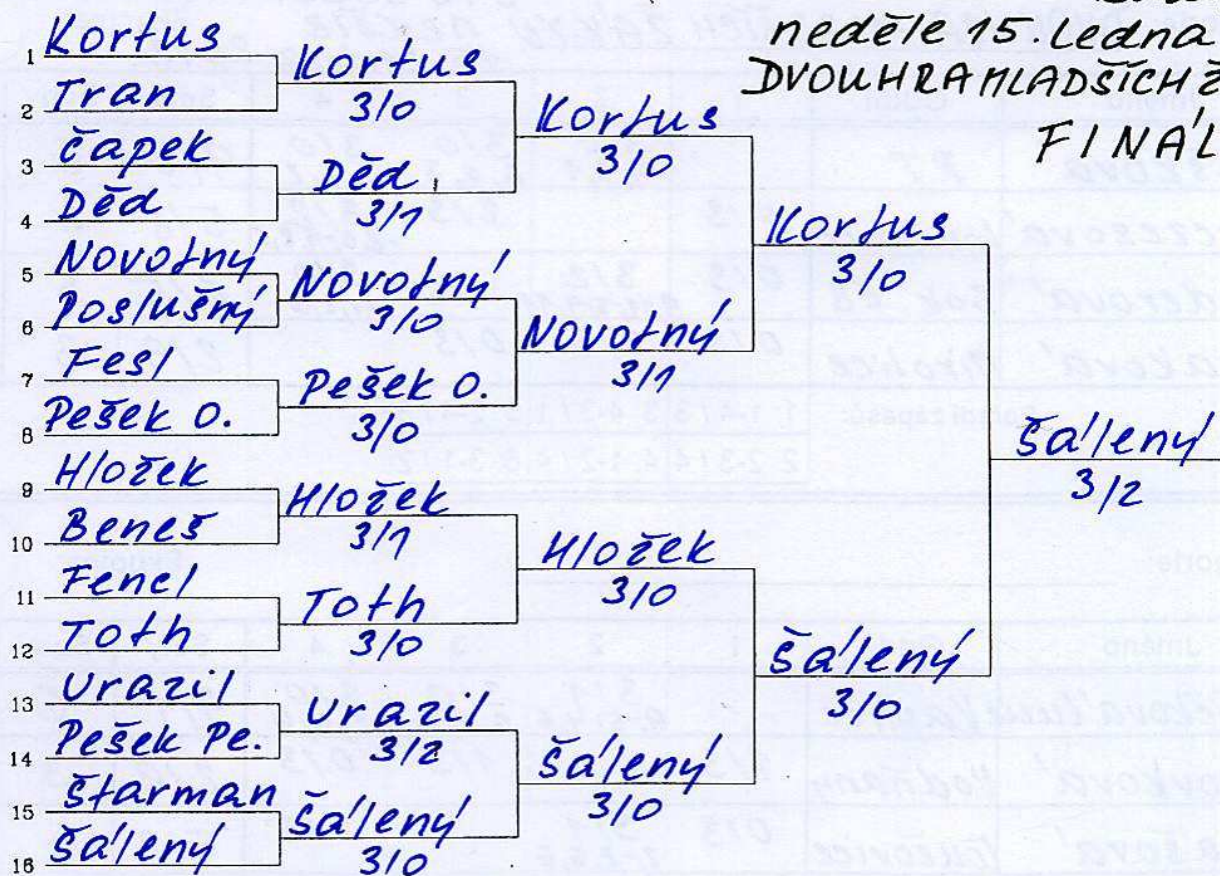 neděle 15. Ledna
DVOUHRA MLADŠÍCH Ž
FINÁL
1 Kortus
2 Tran
3 Čapek
4 Děd
5 Novotný
6 Poslušný
7 Fesl
8 Pešek O.
9 Hložek
10 Beneš
11 Fencl
12 Toth
13 Urazil
14 Pešek Pe.
15 Štarman
16 Šálený
Kortus
3/0
Děd
3/1
Novotný
3/0
Pešek O.
3/0
Hložek
3/1
Toth
3/0
Urazil
3/2
Šálený
3/0
Kortus
3/0
Novotný
3/1
Hložek
3/0
Šálený
3/0
Kortus
3/0
Šálený
3/0
Šálený
3/2